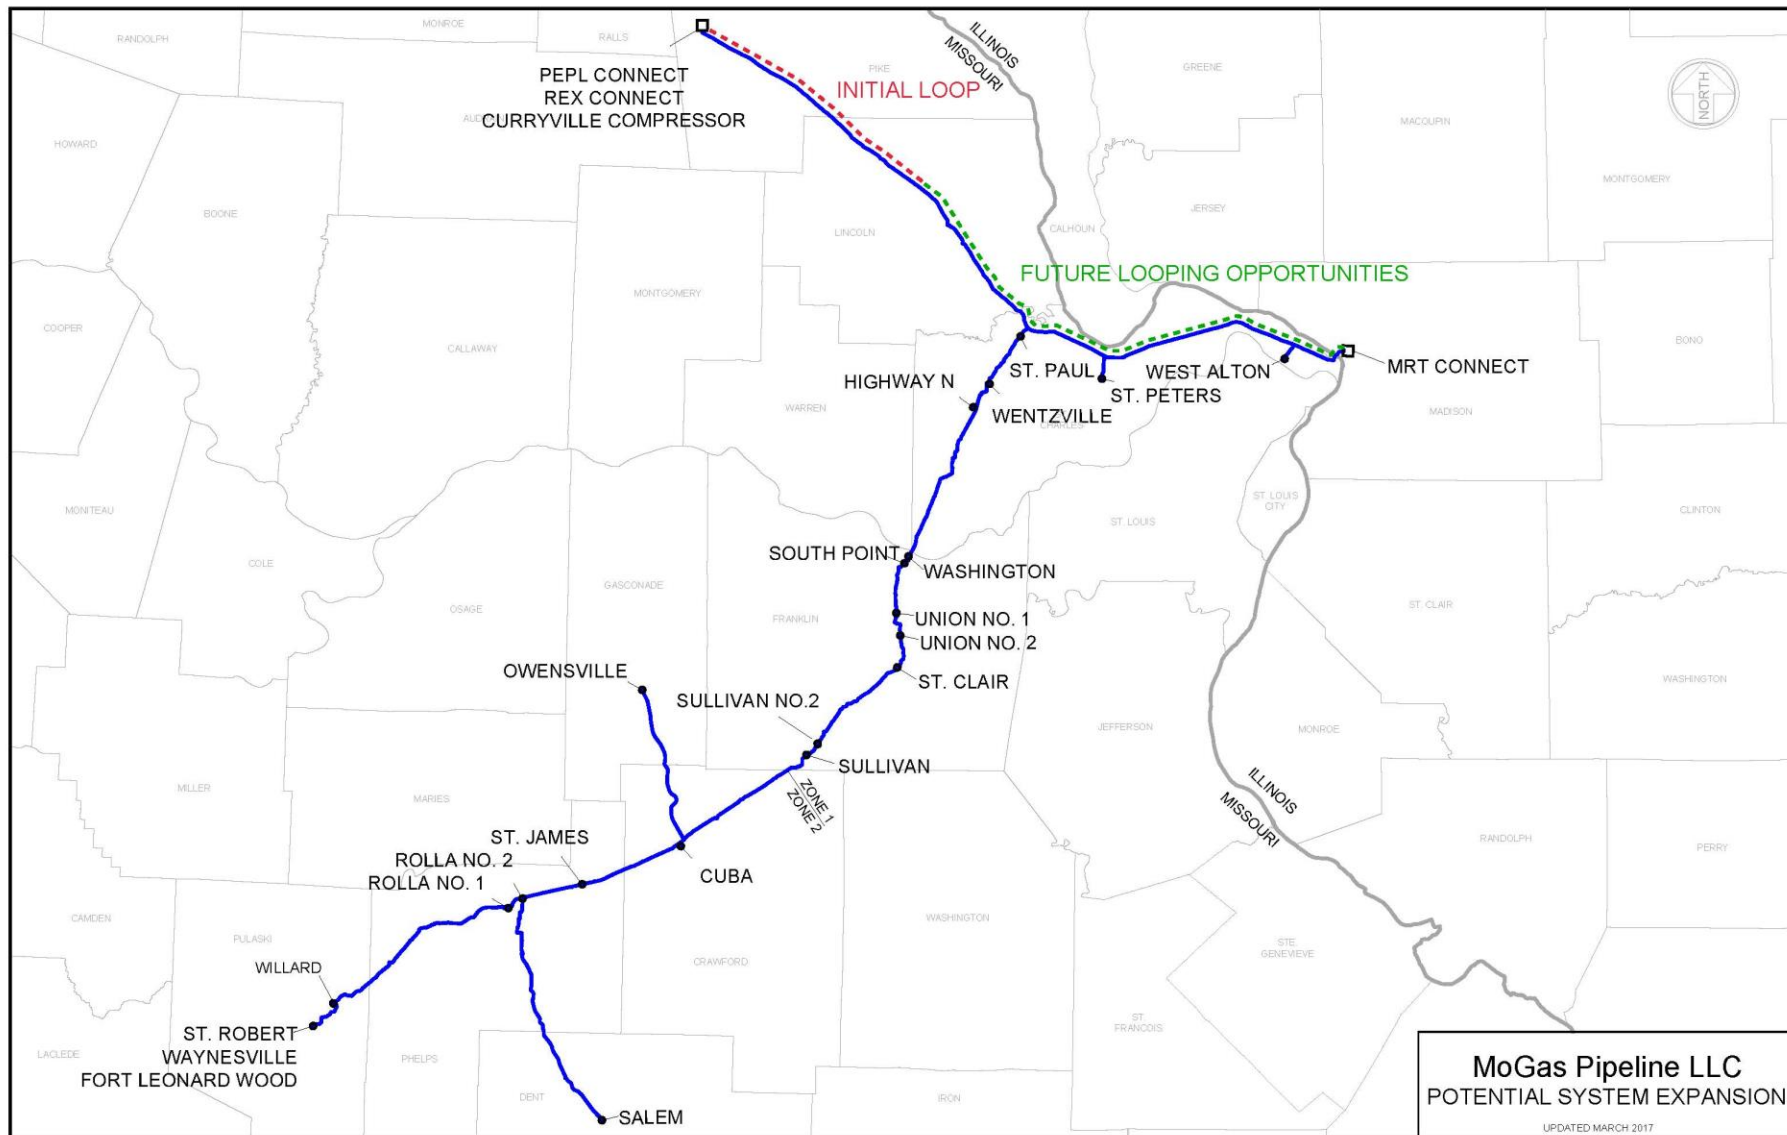 RANDOLPH
MONROE
RALLS
PIKE
ILLINOIS
MISSOURI
GREENE
NORTH
PEPL CONNECT
REX CONNECT
CURRYVILLE COMPRESSOR
INITIAL LOOP
MACOUPIN
HOWARD
MONTGOMERY
BOONE
JERSEY
LINCOLN
CALHOUN
FUTURE LOOPING OPPORTUNITIES
MONTGOMERY
COOPER
CALLAWAY
BONO
ST. PAUL
WEST ALTON
MRT CONNECT
HIGHWAY N
ST. PETERS
WARREN
WENTZVILLE
CHARLES
MADISON
MONITEAU
ST. LOUIS
CITY
ST. LOUIS
CLINTON
SOUTH POINT
WASHINGTON
COLE
GASCONADE
OSAGE
FRANKLIN
UNION NO. 1
UNION NO. 2
ST. CLAIR
OWENSVILLE
ST. CLAIR
WASHINGTON
SULLIVAN NO.2
JEFFERSON
MONROE
SULLIVAN
MILLER
MARIES
ZONE 1
ZONE 2
ILLINOIS
MISSOURI
ST. JAMES
RANDOLPH
PERRY
ROLLA NO. 2
ROLLA NO. 1
CUBA
CAMDEN
PULASKI
WASHINGTON
STE.
GENEVIEVE
WILLARD
CRAWFORD
ST.
FRANCOIS
ST. ROBERT
WAYNESVILLE
FORT LEONARD WOOD
LACLEDE
PHELPS
DENT
IRON
SALEM
MoGas Pipeline LLC
POTENTIAL SYSTEM EXPANSION
UPDATED MARCH 2017